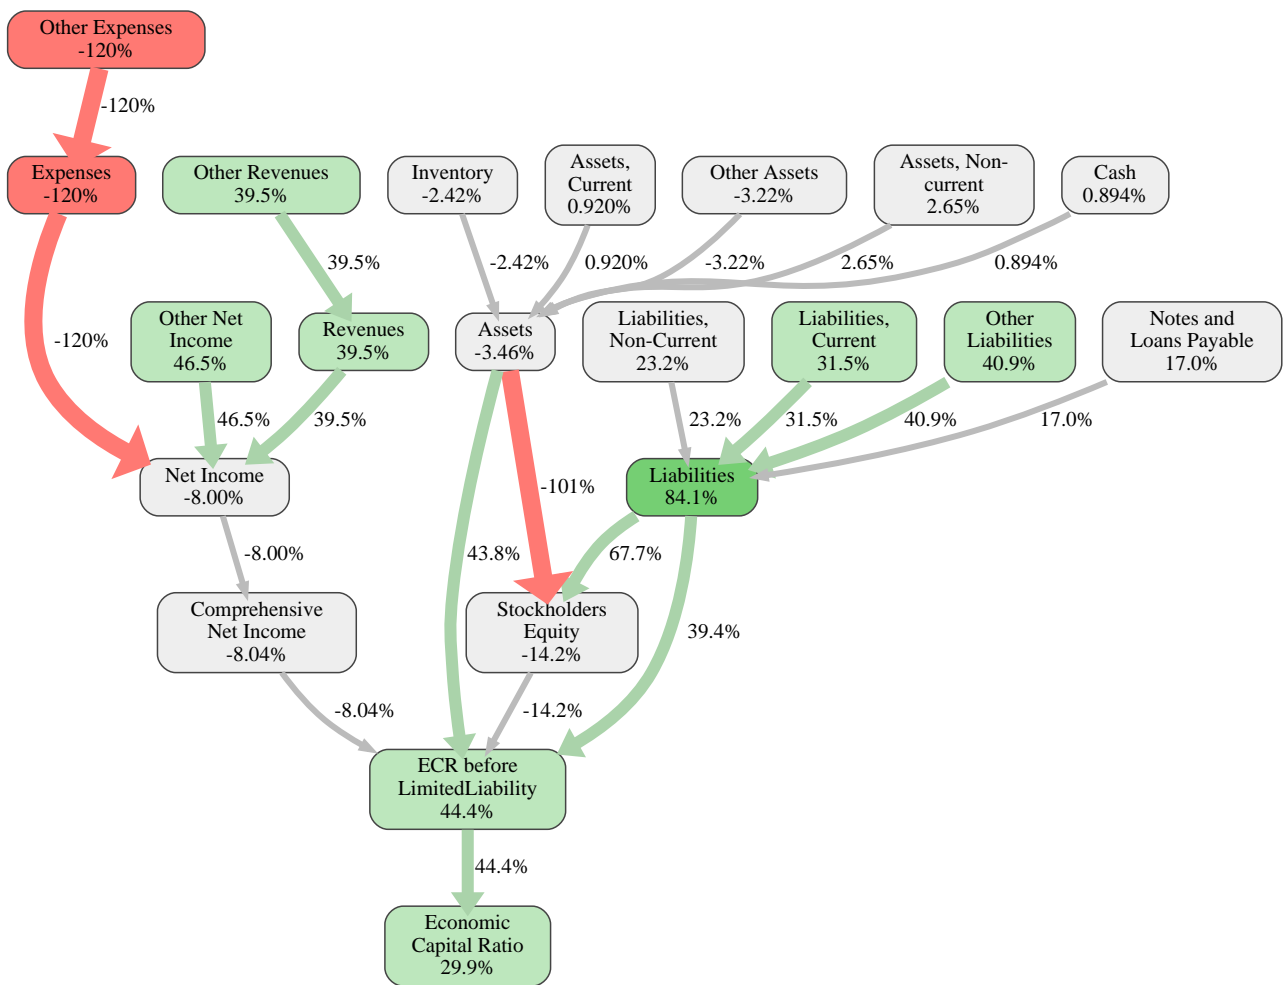 Other Expenses
-120%
-120%
Expenses
-120%
Other Revenues
39.5%
Inventory
-2.42%
Assets,
Current
0.920%
Other Assets
-3.22%
Assets, Non-
current
2.65%
Cash
0.894%
39.5%
-2.42%
0.920%
-3.22%
2.65%
0.894%
-120%
Other Net
Income
46.5%
Revenues
39.5%
Assets
-3.46%
Liabilities,
Non-Current
23.2%
Liabilities,
Current
31.5%
Other
Liabilities
40.9%
Notes and
Loans Payable
17.0%
46.5%
39.5%
23.2%
31.5%
40.9%
17.0%
Net Income
-8.00%
-101%
Liabilities
84.1%
-8.00%
43.8%
67.7%
Comprehensive
Net Income
-8.04%
Stockholders
Equity
-14.2%
39.4%
-8.04%
-14.2%
ECR before
LimitedLiability
44.4%
44.4%
Economic
Capital Ratio
29.9%